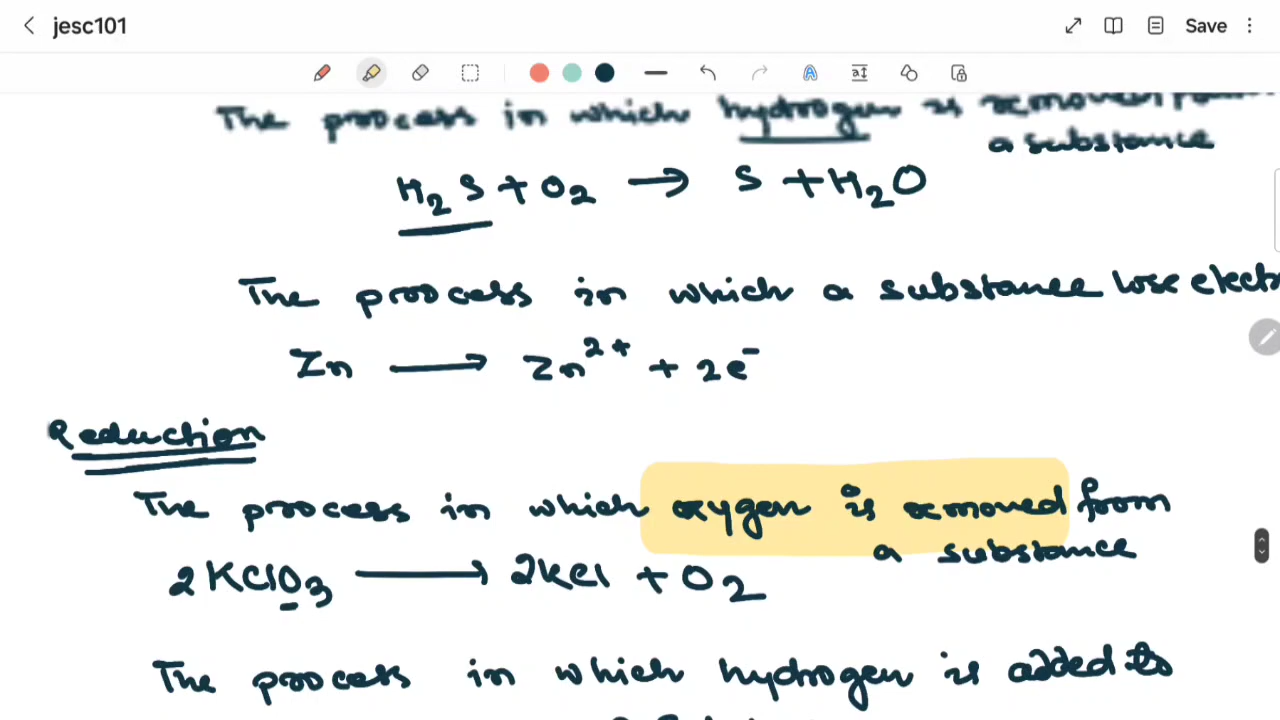 jesc101
Save
The process in which hydrogen is removed from
a substance
H₂S + O₂ → S + H₂O
The process in which a substance lose electr
Zn → Zn²⁺ + 2e⁻
Reduction
The process in which oxygen is removed from
a substance
2KClO₃ → 2KCl + O₂
The process in which hydrogen is added to